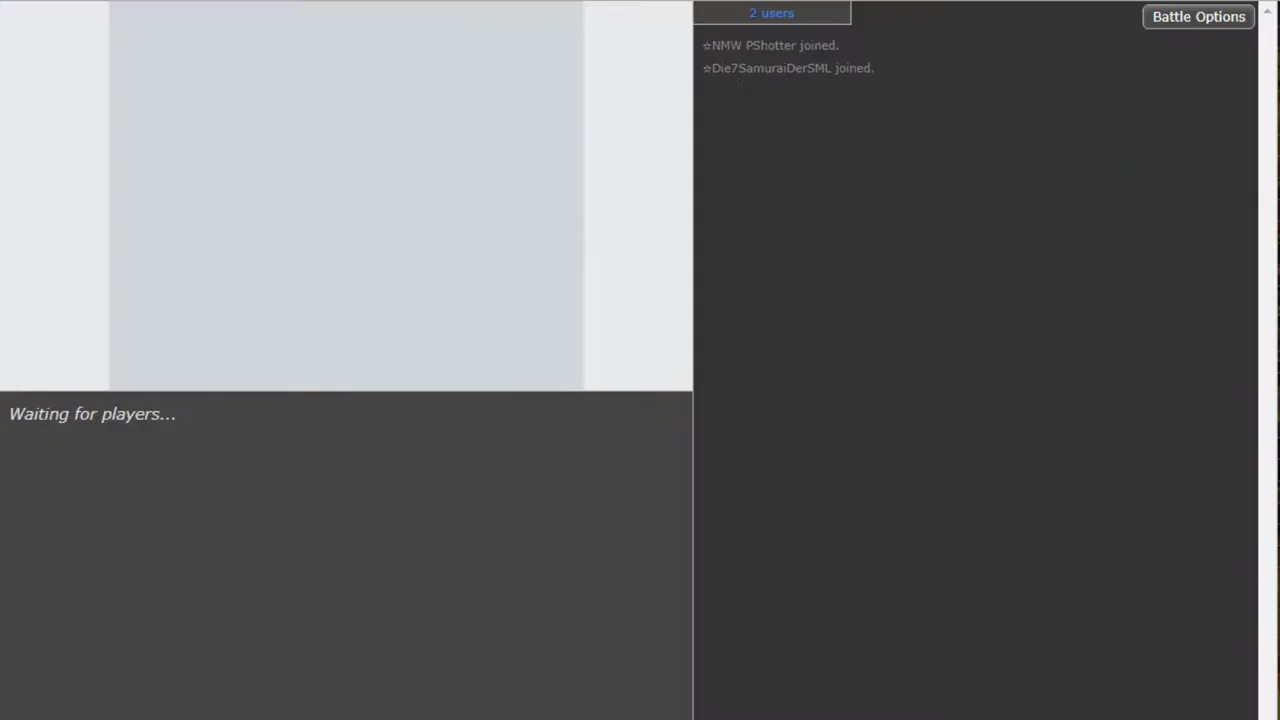 2 users
Battle Options
☆NMW PShotter joined.
☆Die7SamuraiDerSML joined.
Waiting for players...